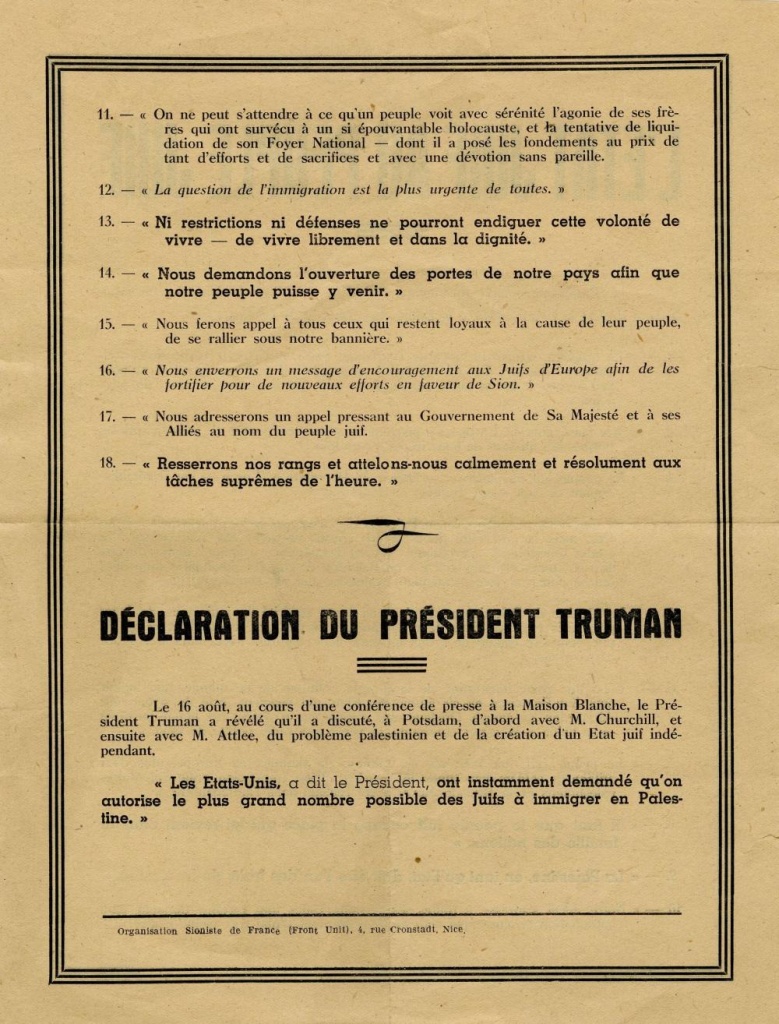 11. — « On ne peut s'attendre à ce qu'un peuple voit avec sérénité l'agonie de ses frè-
res qui ont survécu à un si épouvantable holocauste, et la tentative de liqui-
dation de son Foyer National — dont il a posé les fondements au prix de
tant d'efforts et de sacrifices et avec une dévotion sans pareille.
12. — « La question de l'immigration est la plus urgente de toutes. »
13. — « Ni restrictions ni défenses ne pourront endiguer cette volonté de
vivre — de vivre librement et dans la dignité. »
14. — « Nous demandons l'ouverture des portes de notre pays afin que
notre peuple puisse y venir. »
15. — « Nous ferons appel à tous ceux qui restent loyaux à la cause de leur peuple,
de se rallier sous notre bannière. »
16. — « Nous enverrons un message d'encouragement aux Juifs d'Europe afin de les
fortifier pour de nouveaux efforts en faveur de Sion. »
17. — « Nous adresserons un appel pressant au Gouvernement de Sa Majesté et à ses
Alliés au nom du peuple juif.
18. — « Resserrons nos rangs et attelons-nous calmement et résolument aux
tâches suprêmes de l'heure. »
DÉCLARATION DU PRÉSIDENT TRUMAN
Le 16 août, au cours d'une conférence de presse à la Maison Blanche, le Pré-
sident Truman a révélé qu'il a discuté, à Potsdam, d'abord avec M. Churchill, et
ensuite avec M. Attlee, du problème palestinien et de la création d'un Etat juif indé-
pendant.
« Les Etats-Unis, a dit le Président, ont instamment demandé qu'on
autorise le plus grand nombre possible des Juifs à immigrer en Pales-
tine. »
Organisation Sioniste de France (Front Unit), 4, rue Cronstadt, Nice.